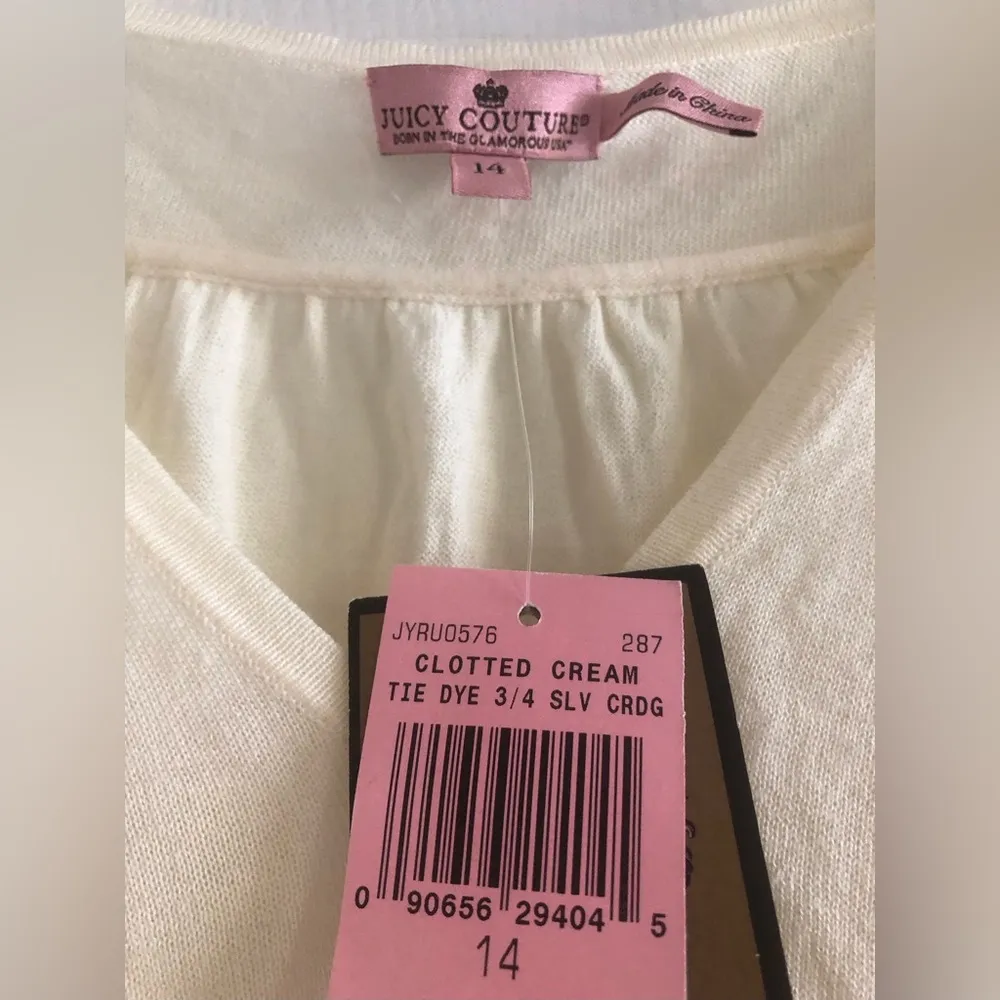 JUICY COUTURE®
BORN IN THE GLAMOROUS USA™
14
Made in China
JYRU0576 287
CLOTTED CREAM
TIE DYE 3/4 SLV CRDG
0 90656 29404 5
14